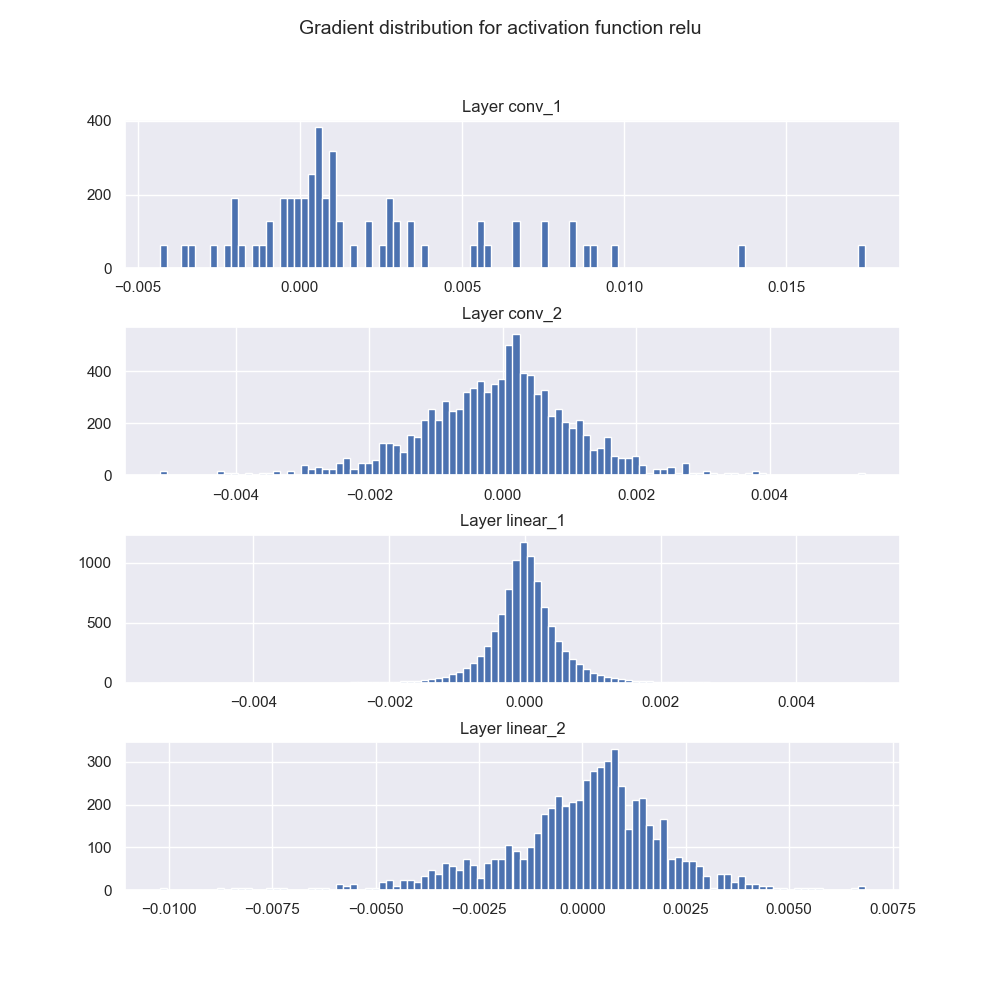 Gradient distribution for activation function relu
Layer conv_1
400
200
0
−0.005 0.000 0.005 0.010 0.015
Layer conv_2
400
200
0
−0.004 −0.002 0.000 0.002 0.004
Layer linear_1
1000
500
0
−0.004 −0.002 0.000 0.002 0.004
Layer linear_2
300
200
100
0
−0.0100 −0.0075 −0.0050 −0.0025 0.0000 0.0025 0.0050 0.0075